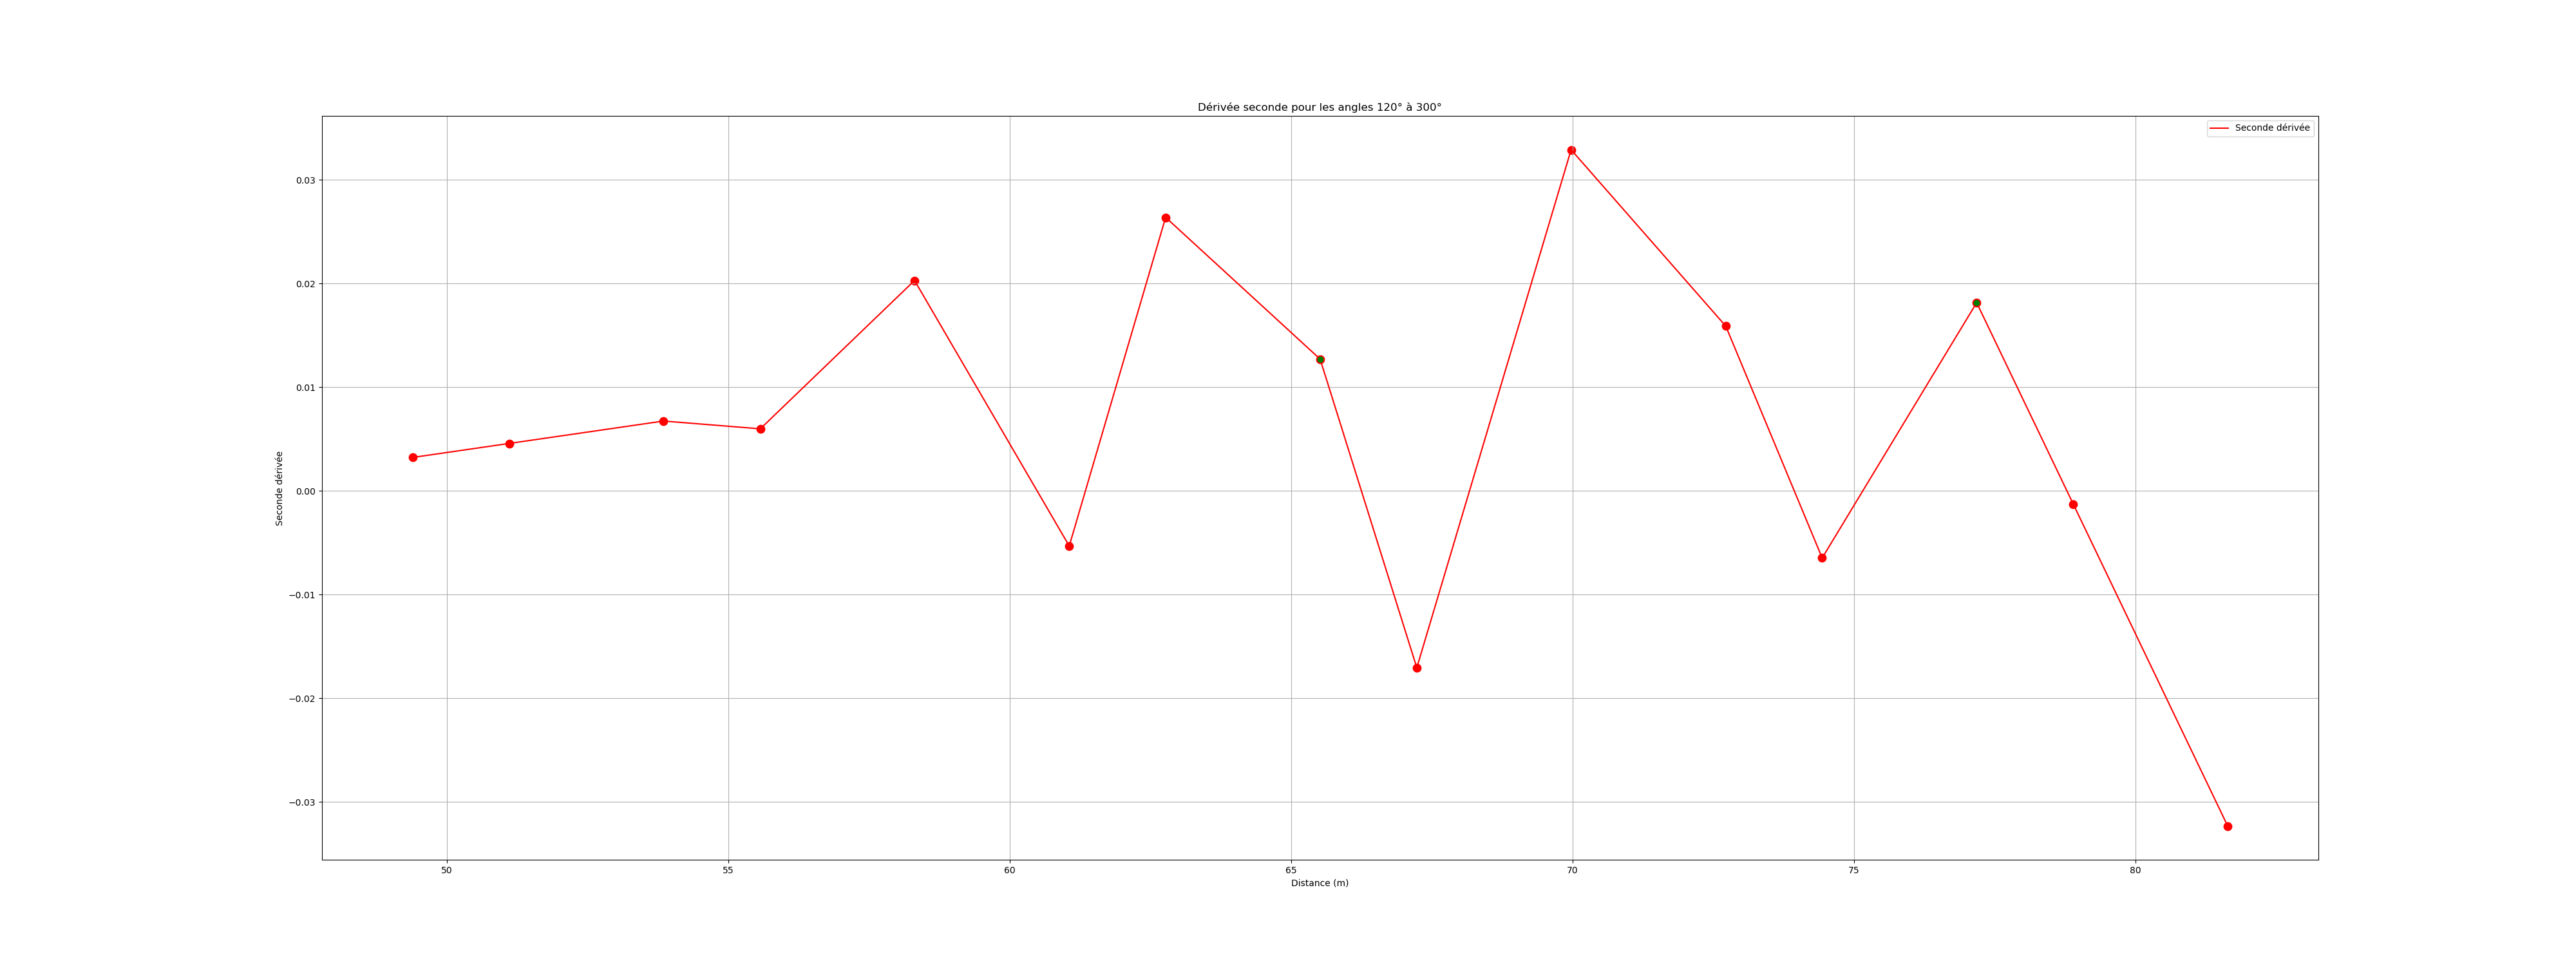 Dérivée seconde pour les angles 120° à 300°
Seconde dérivée
0.03
0.02
0.01
0.00
−0.01
−0.02
−0.03
Seconde dérivée
50 55 60 65 70 75 80
Distance (m)